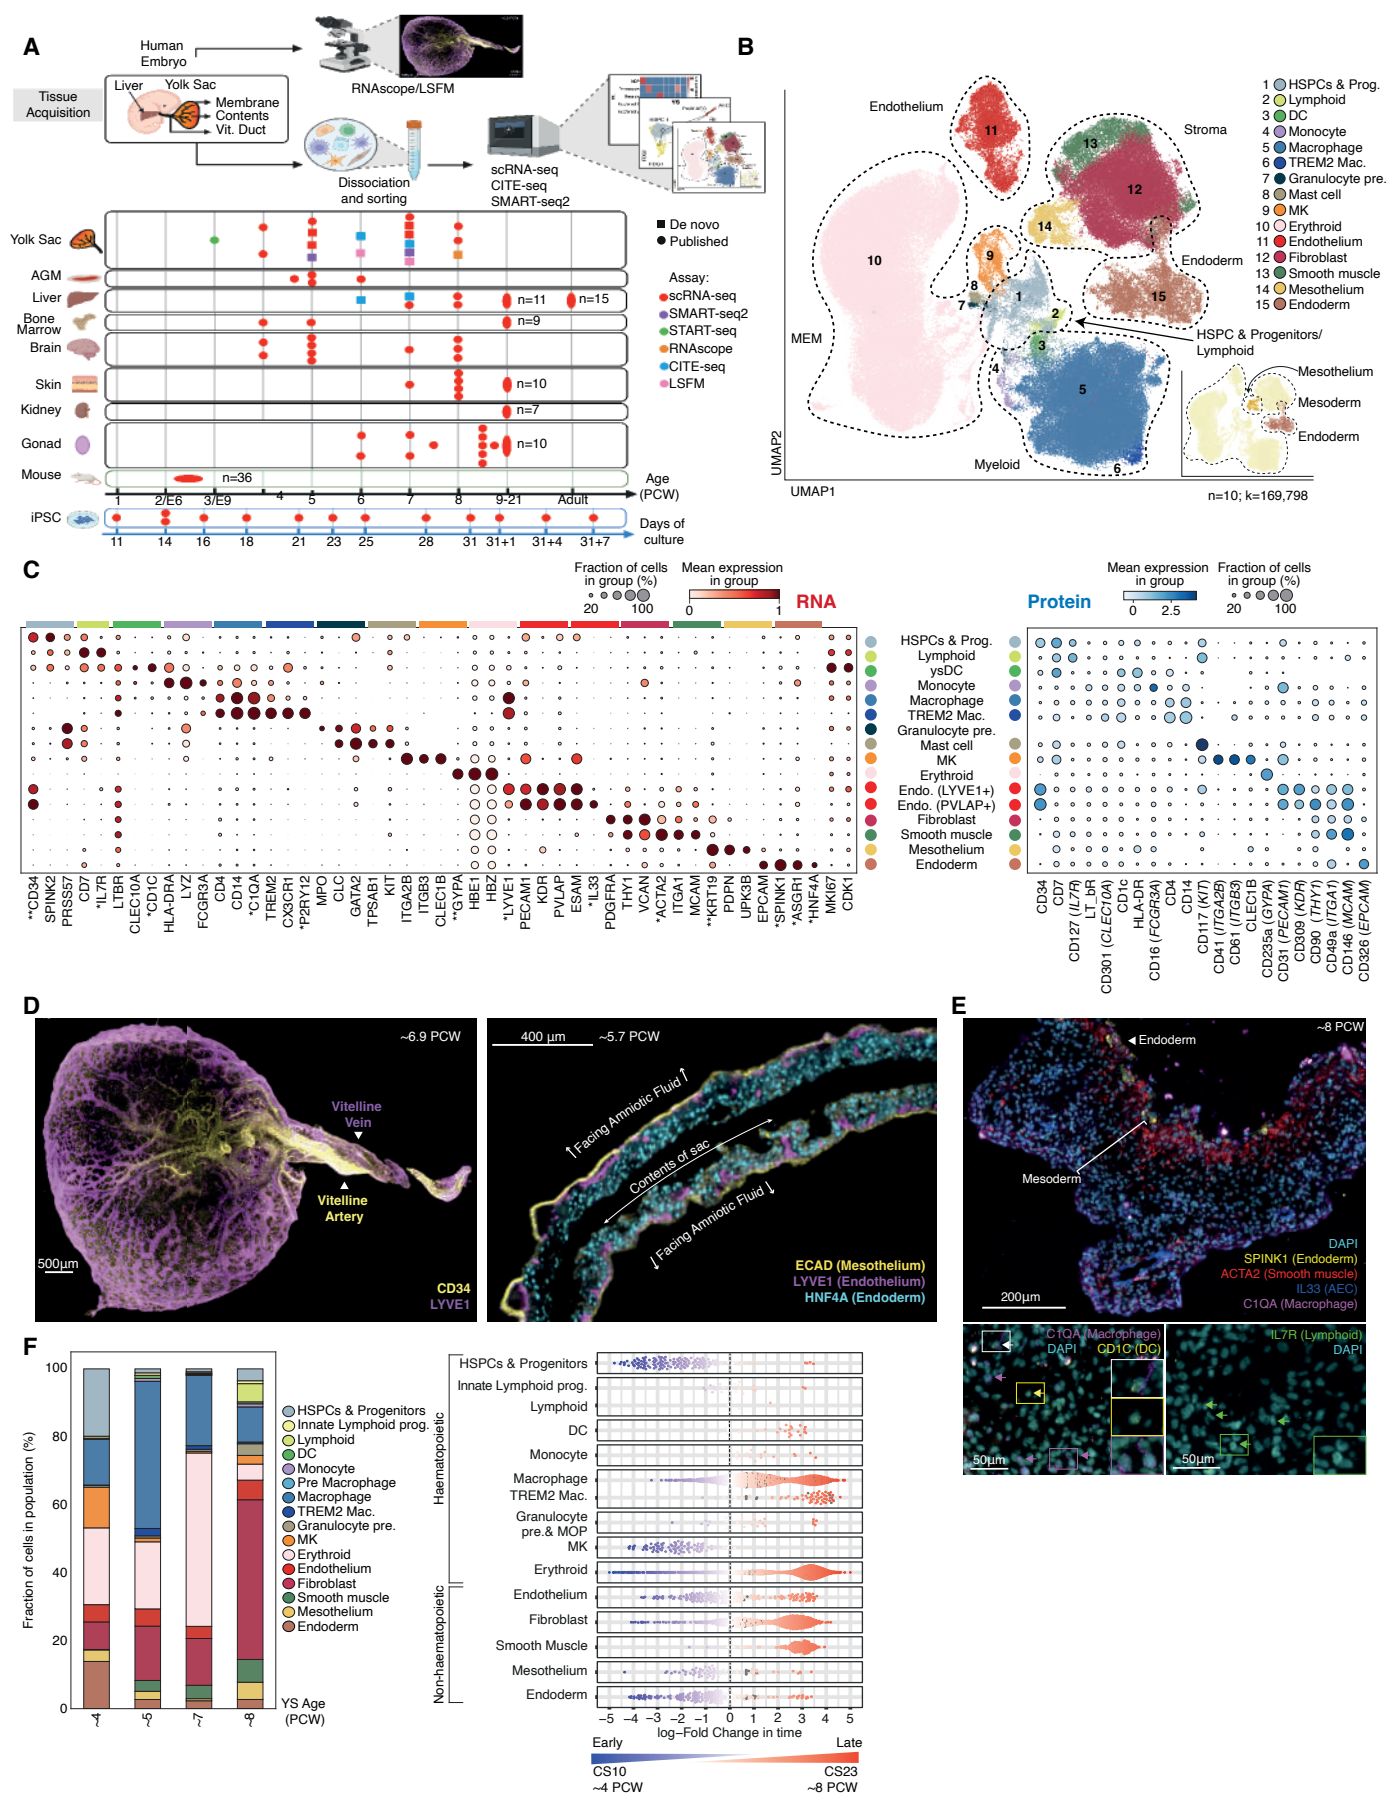 A
Human
Embryo
Tissue
Acquisition
Liver
Yolk Sac
Membrane
Contents
Vit. Duct
RNAscope/LSFM
Dissociation
and sorting
scRNA-seq
CITE-seq
SMART-seq2
Yolk Sac
AGM
Liver
n=11
n=15
Bone
Marrow
n=9
Brain
Skin
n=10
Kidney
n=7
Gonad
n=10
Mouse
n=36
Age
(PCW)
1
2/E6
3/E9
4
5
6
7
8
9-21
Adult
iPSC
Days of
culture
11
14
16
18
21
23
25
28
31
31+1
31+4
31+7
De novo
Published
Assay:
scRNA-seq
SMART-seq2
START-seq
RNAscope
CITE-seq
LSFM
B
Endothelium
11
Stroma
13
12
14
10
9
8
7
1
2
3
4
5
6
15
Endoderm
MEM
Myeloid
HSPC & Progenitors/
Lymphoid
Mesothelium
Mesoderm
Endoderm
UMAP2
UMAP1
n=10; k=169,798
1 HSPCs & Prog.
2 Lymphoid
3 DC
4 Monocyte
5 Macrophage
6 TREM2 Mac.
7 Granulocyte pre.
8 Mast cell
9 MK
10 Erythroid
11 Endothelium
12 Fibroblast
13 Smooth muscle
14 Mesothelium
15 Endoderm
C
Fraction of cells
in group (%)
20 100
Mean expression
in group
0 1
RNA
Protein
Mean expression
in group
0 2.5
Fraction of cells
in group (%)
20 100
HSPCs & Prog.
Lymphoid
ysDC
Monocyte
Macrophage
TREM2 Mac.
Granulocyte pre.
Mast cell
MK
Erythroid
Endo. (LYVE1+)
Endo. (PVLAP+)
Fibroblast
Smooth muscle
Mesothelium
Endoderm
**CD34
SPINK2
PRSS57
CD7
*IL7R
LTBR
CLEC10A
*CD1C
HLA-DRA
LYZ
FCGR3A
CD4
CD14
*C1QA
TREM2
CX3CR1
*P2RY12
MPO
CLC
GATA2
TPSAB1
KIT
ITGA2B
ITGB3
CLEC1B
**GYPA
HBE1
HBZ
*LYVE1
PECAM1
KDR
PVLAP
ESAM
*IL33
PDGFRA
THY1
VCAN
*ACTA2
ITGA1
MCAM
**KRT19
PDPN
UPK3B
EPCAM
*SPINK1
*ASGR1
*HNF4A
MKI67
CDK1
CD34
CD7
CD127 (IL7R)
LT_bR
CD301 (CLEC10A)
CD1c
HLA-DR
CD16 (FCGR3A)
CD4
CD14
CD117 (KIT)
CD41 (ITGA2B)
CD61 (ITGB3)
CLEC1B
CD235a (GYPA)
CD31 (PECAM1)
CD309 (KDR)
CD90 (THY1)
CD49a (ITGA1)
CD146 (MCAM)
CD326 (EPCAM)
D
~6.9 PCW
Vitelline
Vein
Vitelline
Artery
500µm
CD34
LYVE1
400 µm
~5.7 PCW
↑Facing Amniotic Fluid↑
Contents of sac
↓Facing Amniotic Fluid↓
ECAD (Mesothelium)
LYVE1 (Endothelium)
HNF4A (Endoderm)
E
~8 PCW
Endoderm
Mesoderm
DAPI
SPINK1 (Endoderm)
ACTA2 (Smooth muscle)
IL33 (AEC)
C1QA (Macrophage)
200µm
C1QA (Macrophage)
DAPI CD1C (DC)
50µm
IL7R (Lymphoid)
DAPI
50µm
F
Fraction of cells in population (%)
100
80
60
40
20
0
~4
~5
~7
~8
YS Age
(PCW)
HSPCs & Progenitors
Innate Lymphoid prog.
Lymphoid
DC
Monocyte
Pre Macrophage
Macrophage
TREM2 Mac.
Granulocyte pre.
MK
Erythroid
Endothelium
Fibroblast
Smooth muscle
Mesothelium
Endoderm
Haematopoietic
Non-haematopoietic
HSPCs & Progenitors
Innate Lymphoid prog.
Lymphoid
DC
Monocyte
Macrophage
TREM2 Mac.
Granulocyte
pre.& MOP
MK
Erythroid
Endothelium
Fibroblast
Smooth Muscle
Mesothelium
Endoderm
−5 −4 −3 −2 −1 0 1 2 3 4 5
log−Fold Change in time
Early
Late
CS10
~4 PCW
CS23
~8 PCW